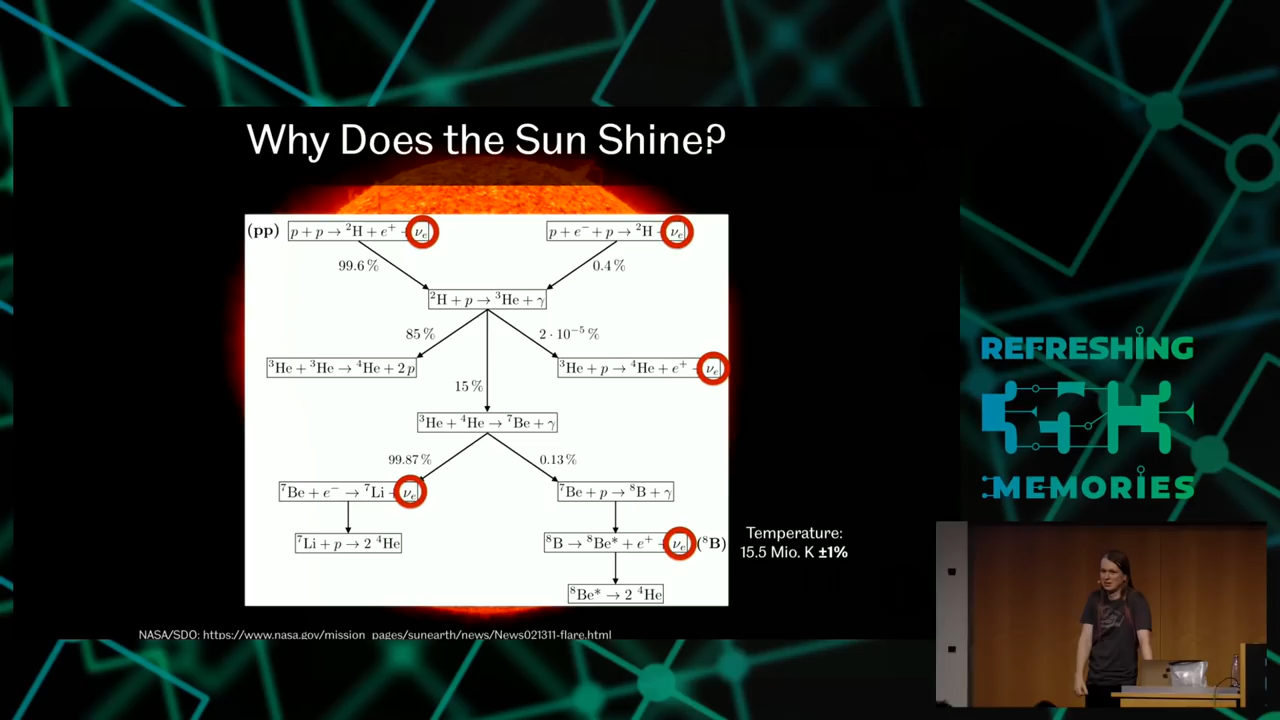 Why Does the Sun Shine?
(pp) p + p → ²H + e⁺ + νₑ
p + e⁻ + p → ²H + νₑ
99.6 %
0.4 %
²H + p → ³He + γ
85 %
2 · 10⁻⁵ %
³He + ³He → ⁴He + 2 p
³He + p → ⁴He + e⁺ + νₑ
15 %
³He + ⁴He → ⁷Be + γ
99.87 %
0.13 %
⁷Be + e⁻ → ⁷Li + νₑ
⁷Be + p → ⁸B + γ
⁷Li + p → 2 ⁴He
⁸B → ⁸Be* + e⁺ + νₑ (⁸B)
⁸Be* → 2 ⁴He
Temperature:
15.5 Mio. K ±1%
NASA/SDO: https://www.nasa.gov/mission_pages/sunearth/news/News021311-flare.html
REFRESHING
MEMORIES